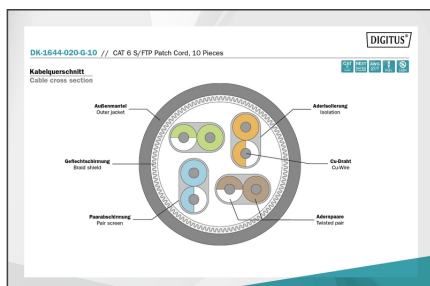 DIGITUS®
DK-1644-020-G-10 // CAT 6 S/FTP Patch Cord, 10 Pieces
Kabelquerschnitt
Cable cross section
Außenmantel
Outer jacket
Aderisolierung
Isolation
Geflechtschirmung
Braid shield
Cu-Draht
Cu-Wire
Paarabschirmung
Pair screen
Adernpaare
Twisted pair